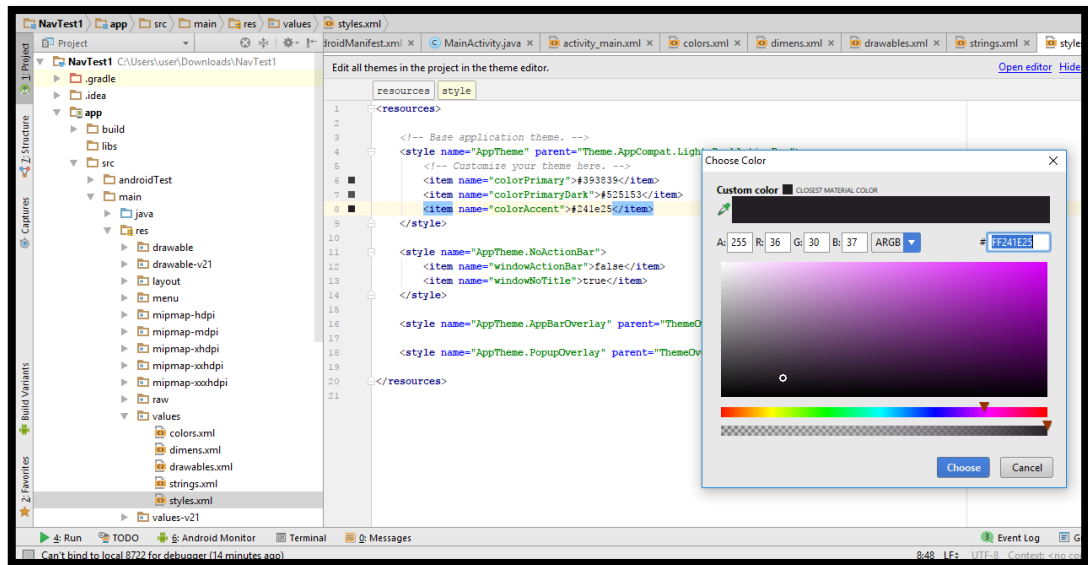 NavTest1 app src main res values styles.xml
Project
droidManifest.xml MainActivity.java activity_main.xml colors.xml dimens.xml drawables.xml strings.xml style
1: Project
7: Structure
Captures
Build Variants
2: Favorites
NavTest1 C:\Users\user\Downloads\NavTest1
.gradle
.idea
app
build
libs
src
androidTest
main
java
res
drawable
drawable-v21
layout
menu
mipmap-hdpi
mipmap-mdpi
mipmap-xhdpi
mipmap-xxhdpi
mipmap-xxxhdpi
raw
values
colors.xml
dimens.xml
drawables.xml
strings.xml
styles.xml
values-v21
Edit all themes in the project in the theme editor. Open editor Hide
resources style
1 <resources>
2
3 <!-- Base application theme. -->
4 <style name="AppTheme" parent="Theme.AppCompat.Light
5 <!-- Customize your theme here. -->
6 <item name="colorPrimary">#393839</item>
7 <item name="colorPrimaryDark">#525153</item>
8 <item name="colorAccent">#241e25</item>
9 </style>
10
11 <style name="AppTheme.NoActionBar">
12 <item name="windowActionBar">false</item>
13 <item name="windowNoTitle">true</item>
14 </style>
15
16 <style name="AppTheme.AppBarOverlay" parent="ThemeO
17
18 <style name="AppTheme.PopupOverlay" parent="ThemeOv
19
20 </resources>
21
Choose Color
Custom color CLOSEST MATERIAL COLOR
A: 255 R: 36 G: 30 B: 37 ARGB # FF241E25
Choose Cancel
4: Run TODO 6: Android Monitor Terminal 0: Messages 3 Event Log G
Can't bind to local 8722 for debugger (14 minutes ago) 8:48 LF UTF-8 Context: <no co